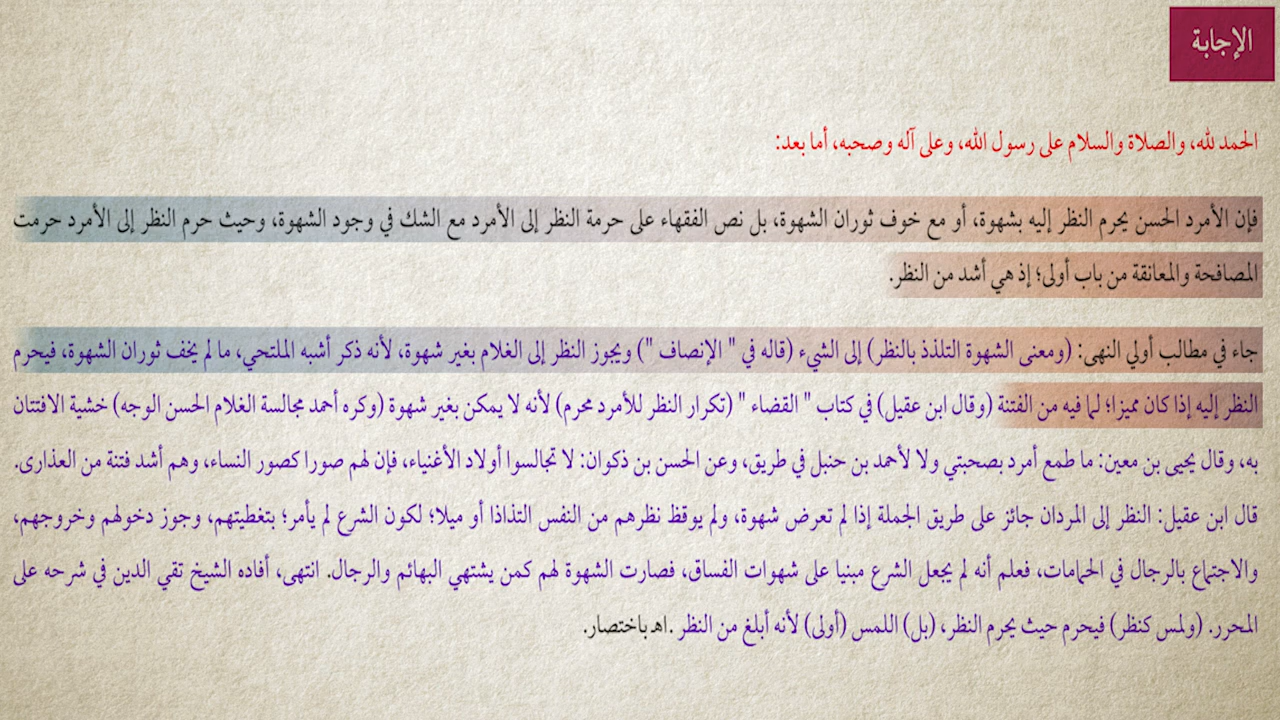 الإجابة
الحمد لله، والصلاة والسلام على رسول الله، وعلى آله وصحبه، أما بعد:
فإن الأمرد الحسن يحرم النظر إليه بشهوة، أو مع خوف ثوران الشهوة، بل نص الفقهاء على حرمة النظر إلى الأمرد مع الشك في وجود الشهوة، وحيث حرم النظر إلى الأمرد حرمت
المصافحة والمعانقة من باب أولى؛ إذ هي أشد من النظر.
جاء في مطالب أولي النهى: (ومعنى الشهوة التلذذ بالنظر) إلى الشيء (قاله في " الإنصاف ") ويجوز النظر إلى الغلام بغير شهوة، لأنه ذكر أشبه الملتحي، ما لم يخف ثوران الشهوة، فيحرم
النظر إليه إذا كان مميزا؛ لما فيه من الفتنة (وقال ابن عقيل) في كتاب " القضاء " (تكرار النظر للأمرد محرم) لأنه لا يمكن بغير شهوة (وكره أحمد مجالسة الغلام الحسن الوجه) خشية الافتتان
به، وقال يحيى بن معين: ما طمع أمرد بصحبتي ولا لأحمد بن حنبل في طريق، وعن الحسن بن ذكوان: لا تجالسوا أولاد الأغنياء، فإن لهم صورا كصور النساء، وهم أشد فتنة من العذارى.
قال ابن عقيل: النظر إلى المردان جائز على طريق الجملة إذا لم تعرض شهوة، ولم يوقظ نظرهم من النفس التذاذا أو ميلا؛ لكون الشرع لم يأمر؛ بتغطيتهم، وجوز دخولهم وخروجهم،
والاجتماع بالرجال في الحمامات، فعلم أنه لم يجعل الشرع مبنيا على شهوات الفساق، فصارت الشهوة لهم كمن يشتهي البهائم والرجال. انتهى، أفاده الشيخ تقي الدين في شرحه على
المحرر. (ولمس كنظر) فيحرم حيث يحرم النظر، (بل) اللمس (أولى) لأنه أبلغ من النظر .اهـ باختصار.